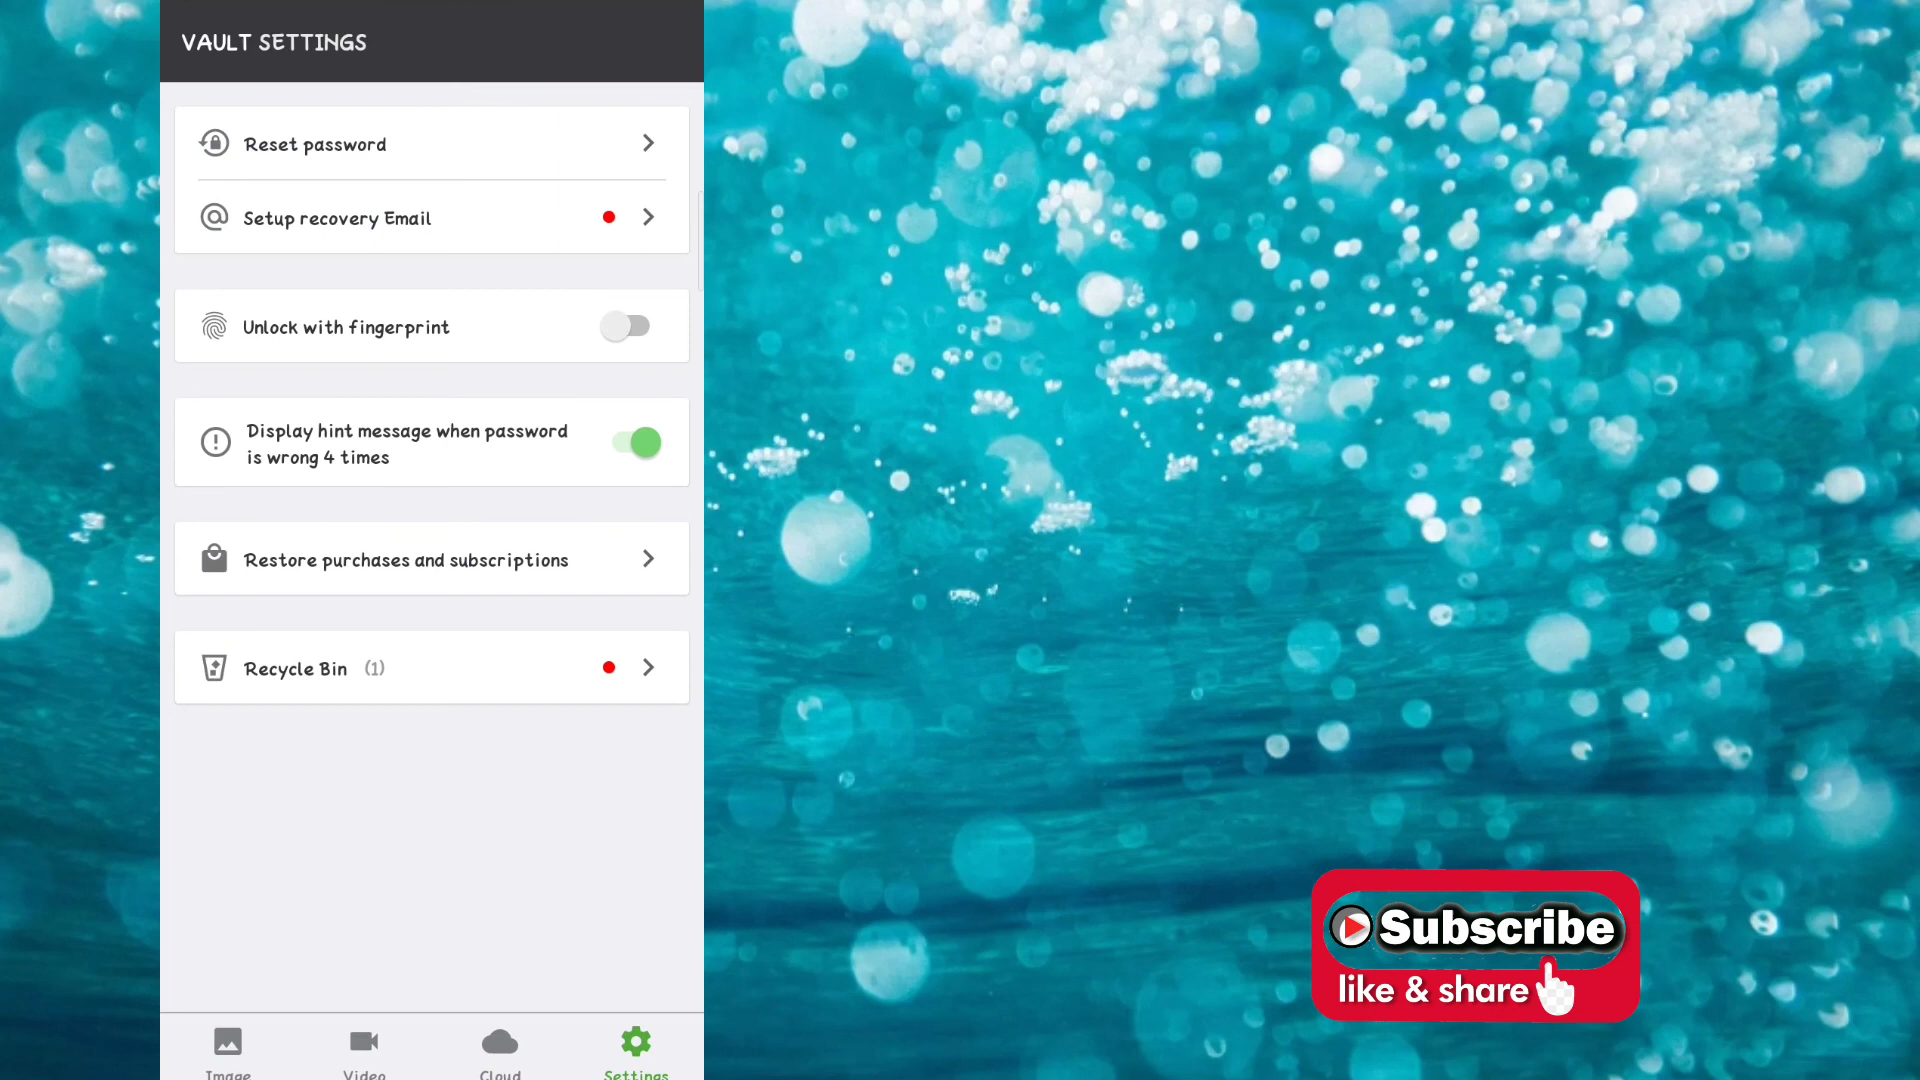 VAULT SETTINGS
Reset password
Setup recovery Email
Unlock with fingerprint
Display hint message when password
is wrong 4 times
Restore purchases and subscriptions
Recycle Bin (1)
Image Video Cloud Settings
Subscribe
like & share